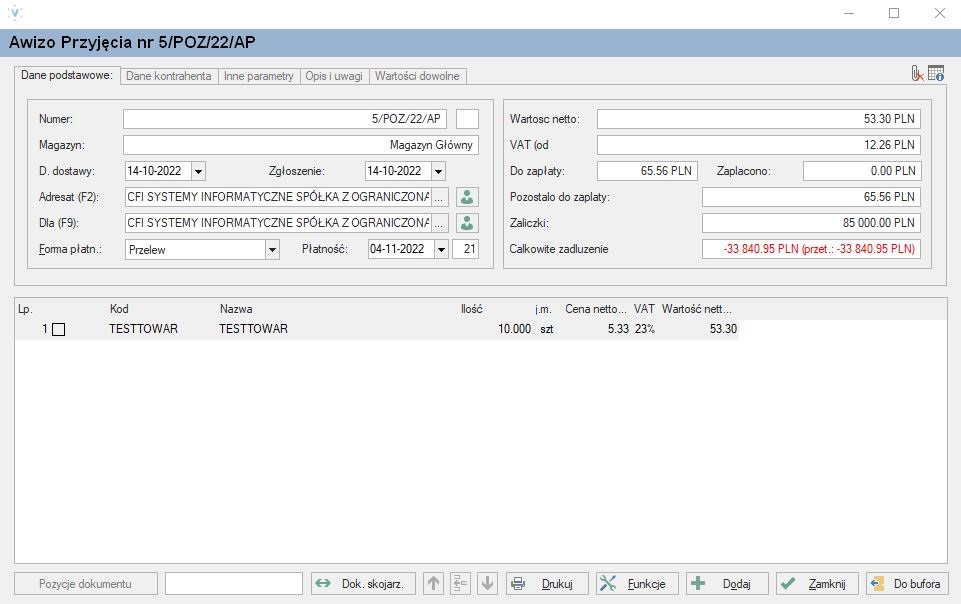 Awizo Przyjęcia nr 5/POZ/22/AP
Dane podstawowe: Dane kontrahenta Inne parametry Opis i uwagi Wartości dowolne
Numer: 5/POZ/22/AP
Magazyn: Magazyn Główny
D. dostawy: 14-10-2022 Zgłoszenie: 14-10-2022
Adresat (F2): CFI SYSTEMY INFORMATYCZNE SPÓŁKA Z OGRANICZONA ...
Dla (F9): CFI SYSTEMY INFORMATYCZNE SPÓŁKA Z OGRANICZONA ...
Forma płatn.: Przelew Płatność: 04-11-2022 21
Wartosc netto: 53.30 PLN
VAT (od 12.26 PLN
Do zapłaty: 65.56 PLN Zaplacono: 0.00 PLN
Pozostalo do zaplaty: 65.56 PLN
Zaliczki: 85 000.00 PLN
Calkowite zadluzenie -33 840.95 PLN (przet.: -33 840.95 PLN)
Lp. Kod Nazwa Ilość j.m. Cena netto... VAT Wartość nett...
1 TESTTOWAR TESTTOWAR 10.000 szt 5.33 23% 53.30
Pozycje dokumentu Dok. skojarz. Drukuj Funkcje Dodaj Zamknij Do bufora